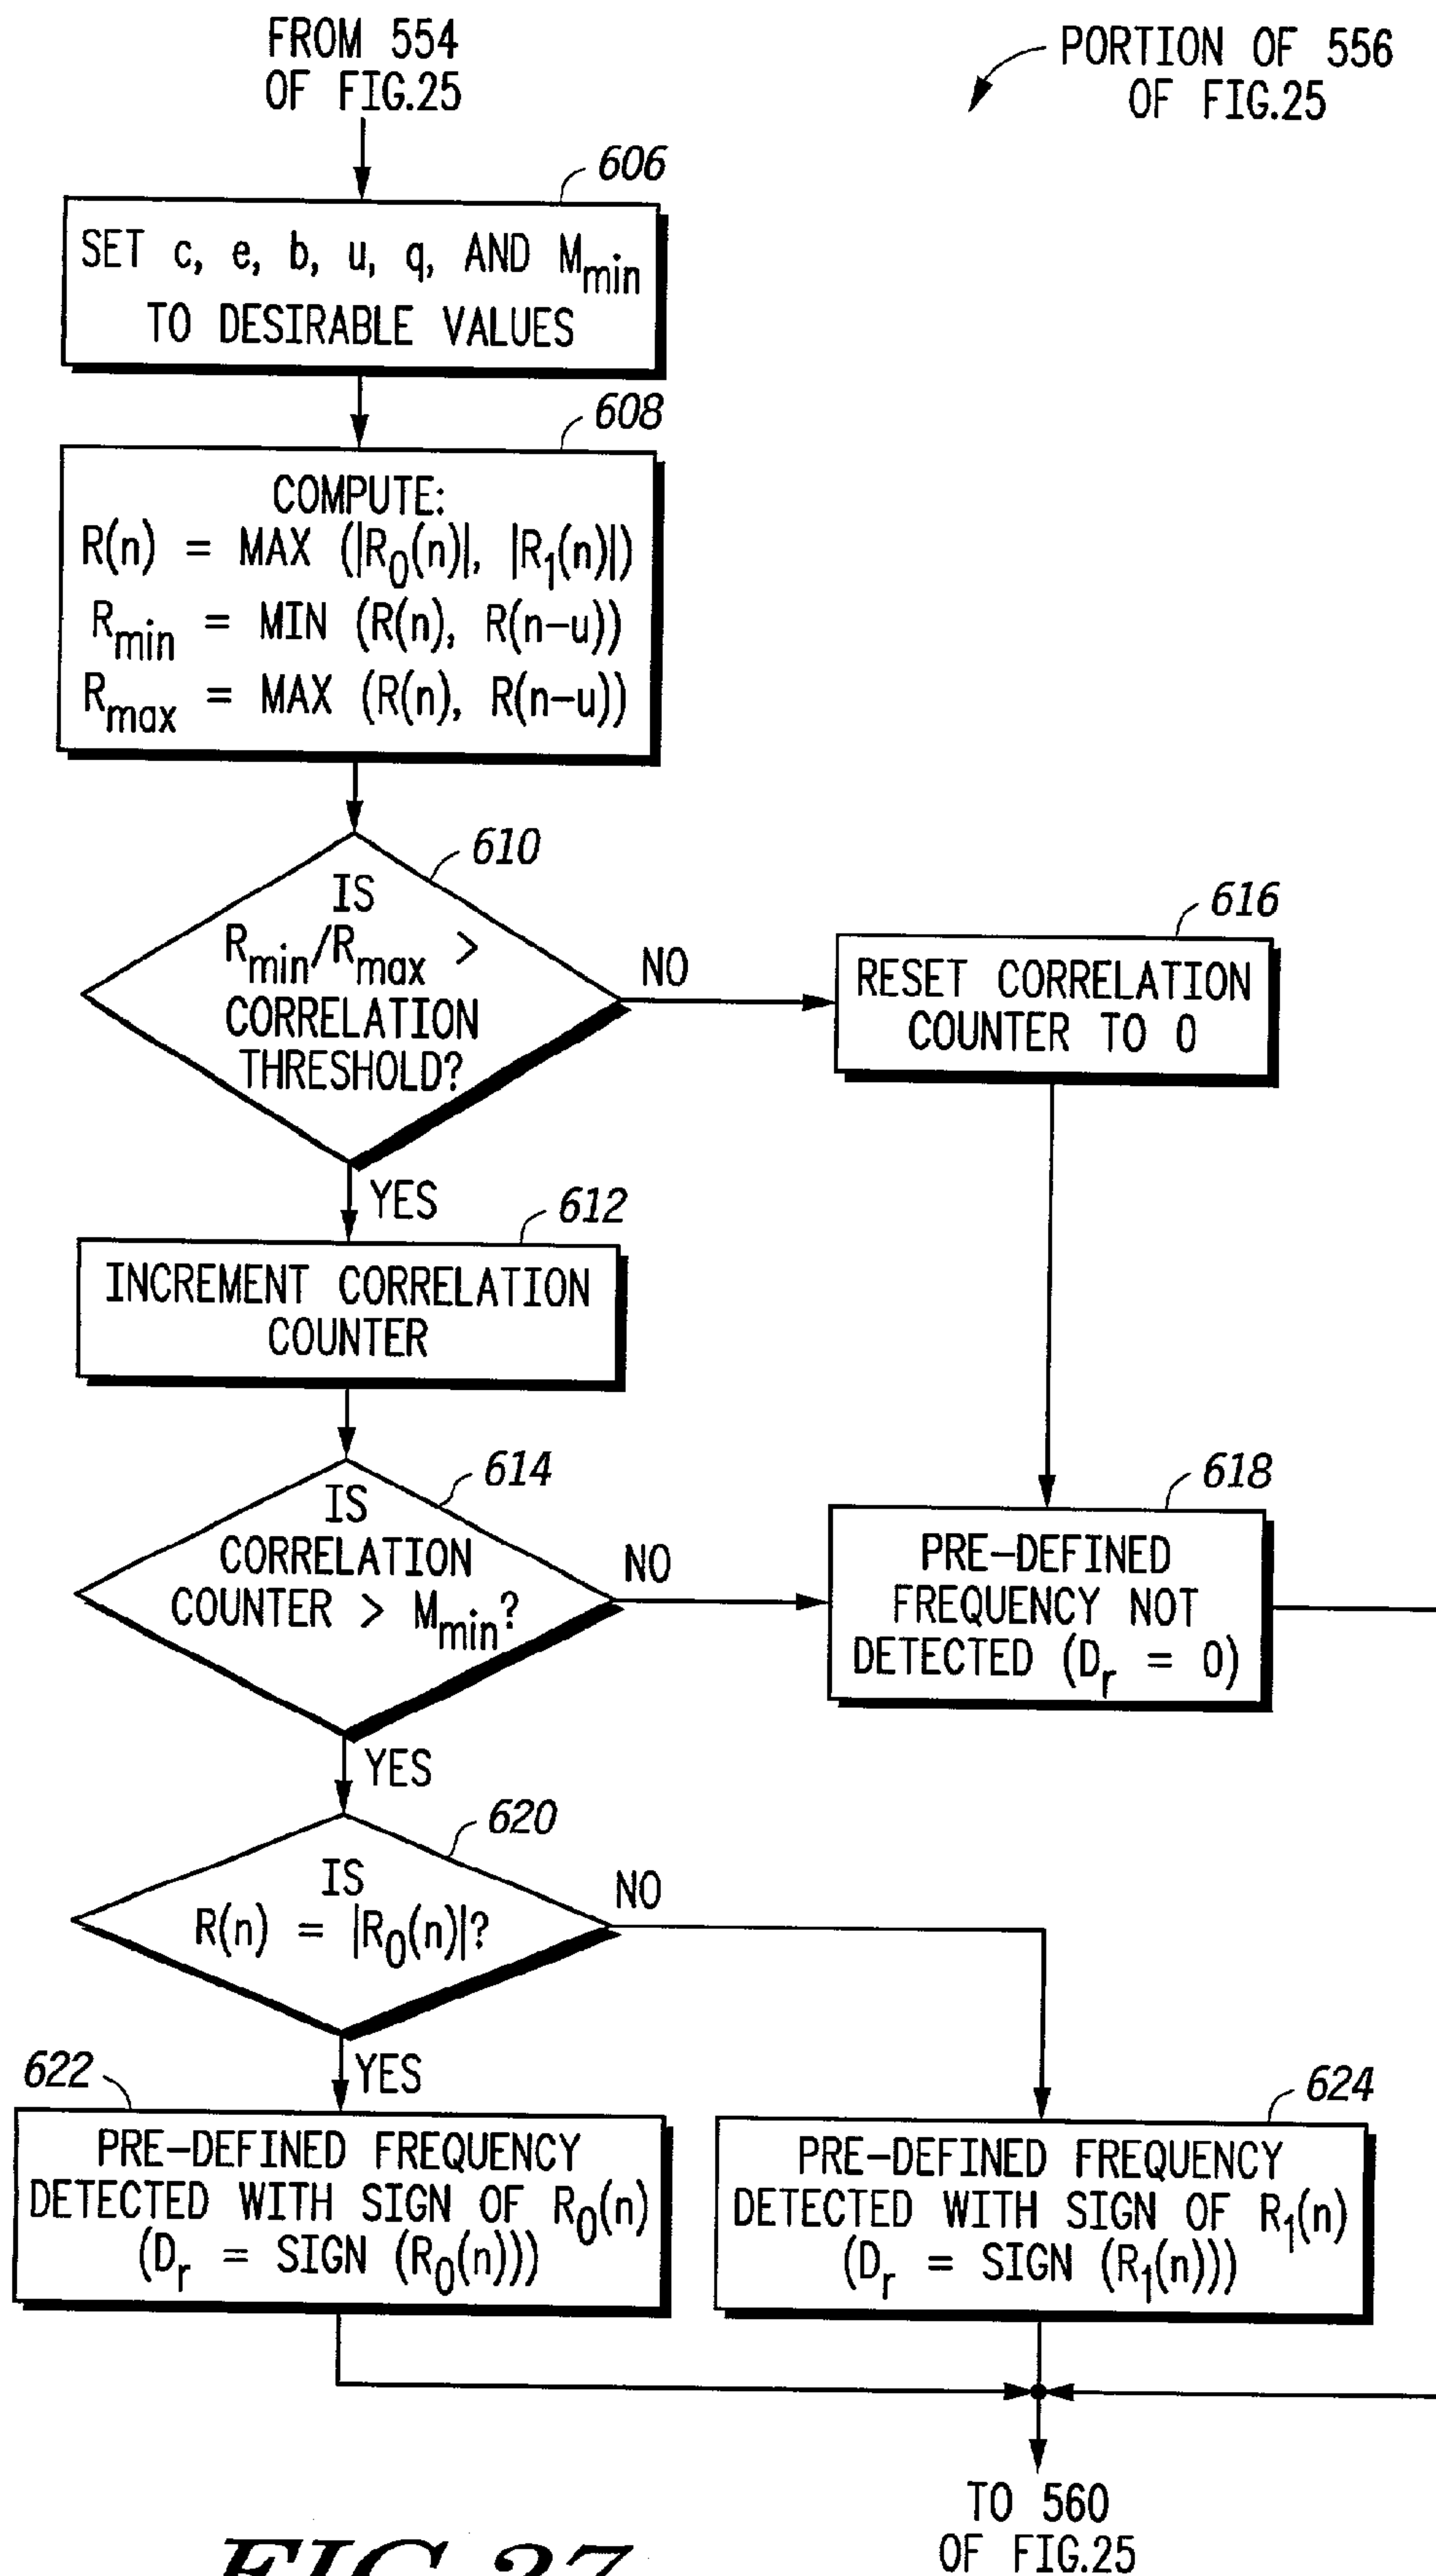 FROM 554
OF FIG.25
PORTION OF 556
OF FIG.25
606
SET c, e, b, u, q, AND Mmin
TO DESIRABLE VALUES
608
COMPUTE:
R(n) = MAX (|R0(n)|, |R1(n)|)
Rmin = MIN (R(n), R(n-u))
Rmax = MAX (R(n), R(n-u))
610
IS
Rmin/Rmax >
CORRELATION
THRESHOLD?
NO
616
RESET CORRELATION
COUNTER TO 0
YES
612
INCREMENT CORRELATION
COUNTER
614
IS
CORRELATION
COUNTER > Mmin?
NO
618
PRE-DEFINED
FREQUENCY NOT
DETECTED (Dr = 0)
YES
620
IS
R(n) = |R0(n)|?
NO
YES
622
PRE-DEFINED FREQUENCY
DETECTED WITH SIGN OF R0(n)
(Dr = SIGN (R0(n)))
624
PRE-DEFINED FREQUENCY
DETECTED WITH SIGN OF R1(n)
(Dr = SIGN (R1(n)))
TO 560
OF FIG.25
FIG.27